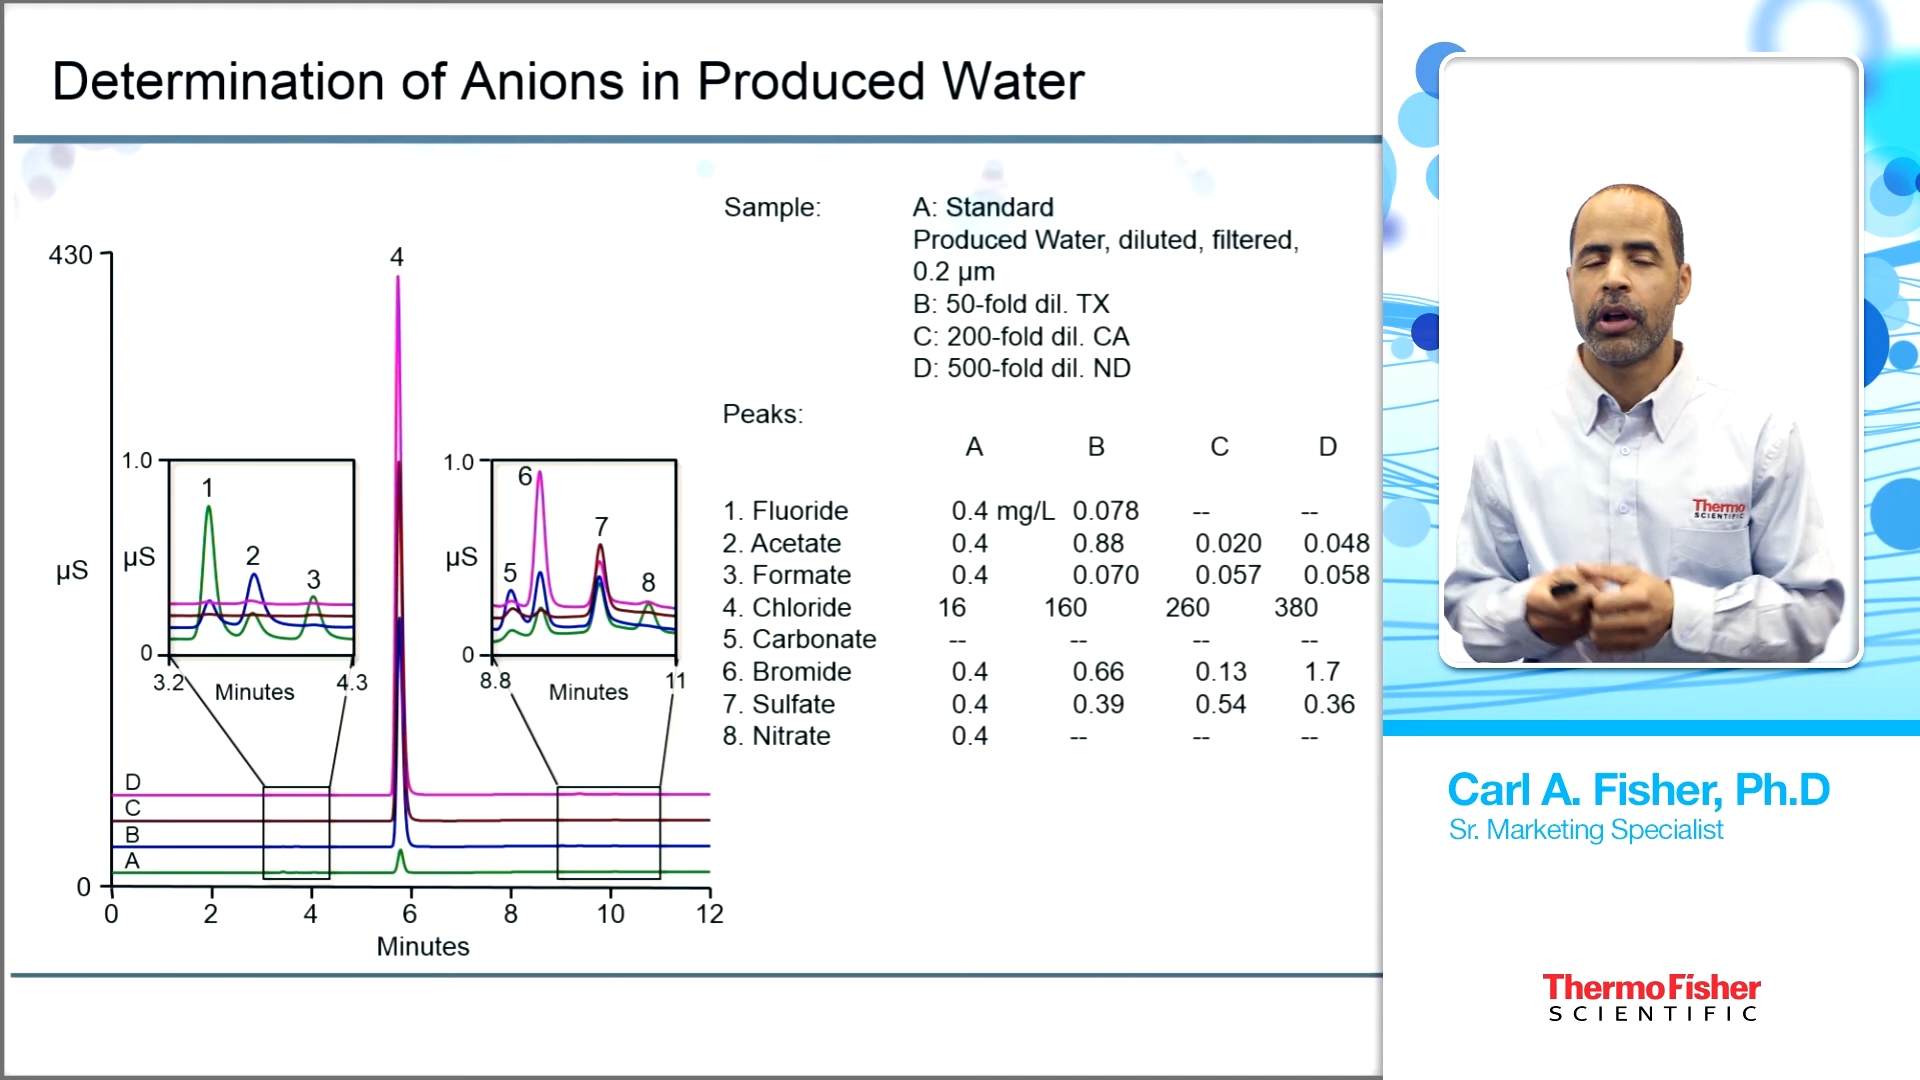 Determination of Anions in Produced Water
Sample: A: Standard
Produced Water, diluted, filtered,
0.2 µm
B: 50-fold dil. TX
C: 200-fold dil. CA
D: 500-fold dil. ND
Peaks:
A B C D
1. Fluoride 0.4 mg/L 0.078 -- --
2. Acetate 0.4 0.88 0.020 0.048
3. Formate 0.4 0.070 0.057 0.058
4. Chloride 16 160 260 380
5. Carbonate -- -- -- --
6. Bromide 0.4 0.66 0.13 1.7
7. Sulfate 0.4 0.39 0.54 0.36
8. Nitrate 0.4 -- -- --
430
4
µS
1.0
1
2
3
µS
0
3.2 Minutes 4.3
1.0
6
7
5
8
µS
0
8.8 Minutes 11
D
C
B
A
0
0 2 4 6 8 10 12
Minutes
Thermo
SCIENTIFIC
Carl A. Fisher, Ph.D
Sr. Marketing Specialist
ThermoFisher
SCIENTIFIC